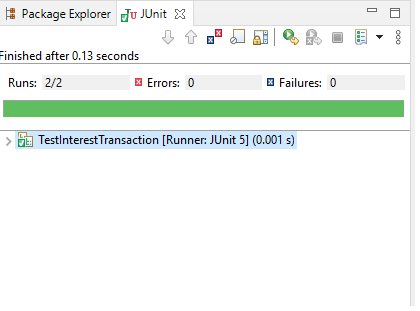 Package Explorer JUnit
Finished after 0.13 seconds
Runs: 2/2 Errors: 0 Failures: 0
TestInterestTransaction [Runner: JUnit 5] (0.001 s)